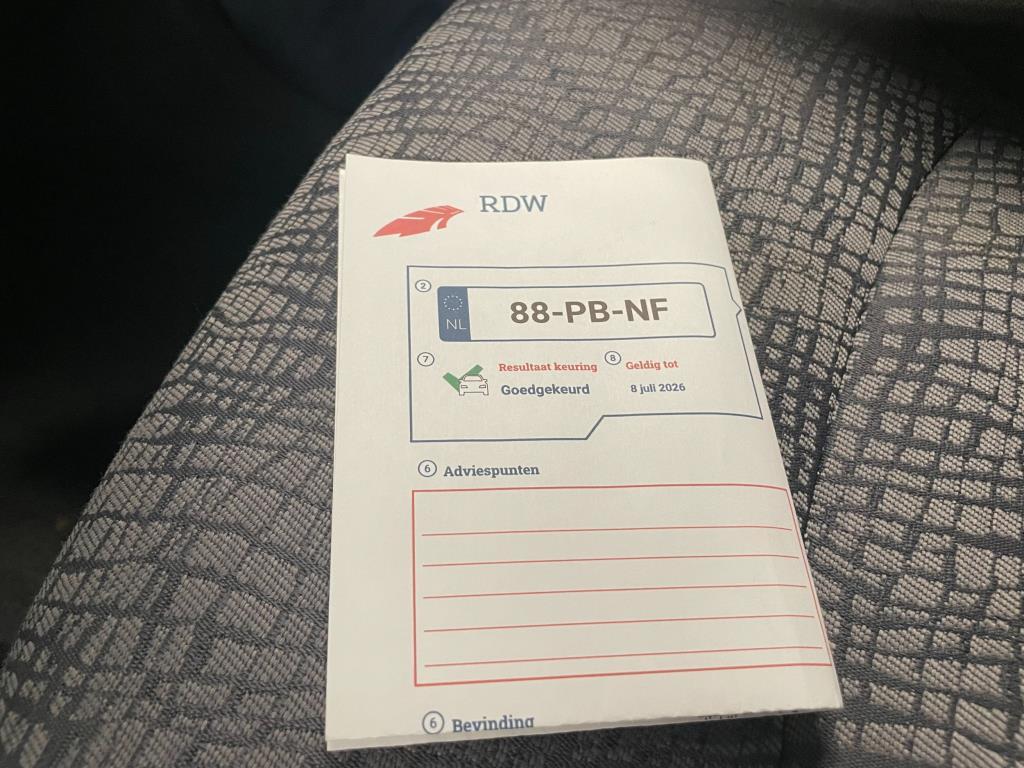 RDW
2
NL
88-PB-NF
7 Resultaat keuring 8 Geldig tot
Goedgekeurd 8 juli 2026
6 Adviespunten
6 Bevinding